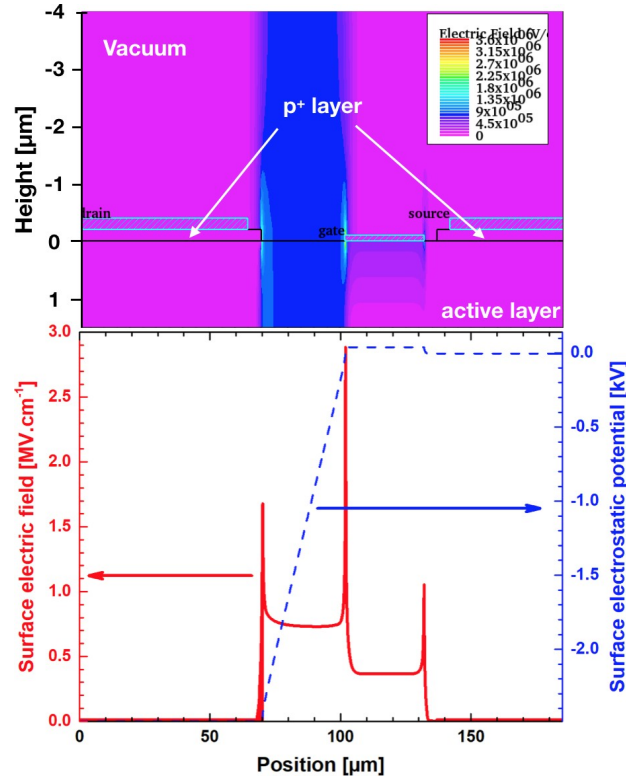 Vacuum
Electric Field (V/
3.6x10^06
3.15x10^06
2.7x10^06
2.25x10^06
1.8x10^06
1.35x10^06
9x10^05
4.5x10^05
0
p+ layer
drain
gate
source
active layer
Height [µm]
-4
-3
-2
-1
0
1
Surface electric field [MV.cm-1]
3.0
2.5
2.0
1.5
1.0
0.5
0.0
Surface electrostatic potential [kV]
0.0
-0.5
-1.0
-1.5
-2.0
0
50
100
150
Position [µm]